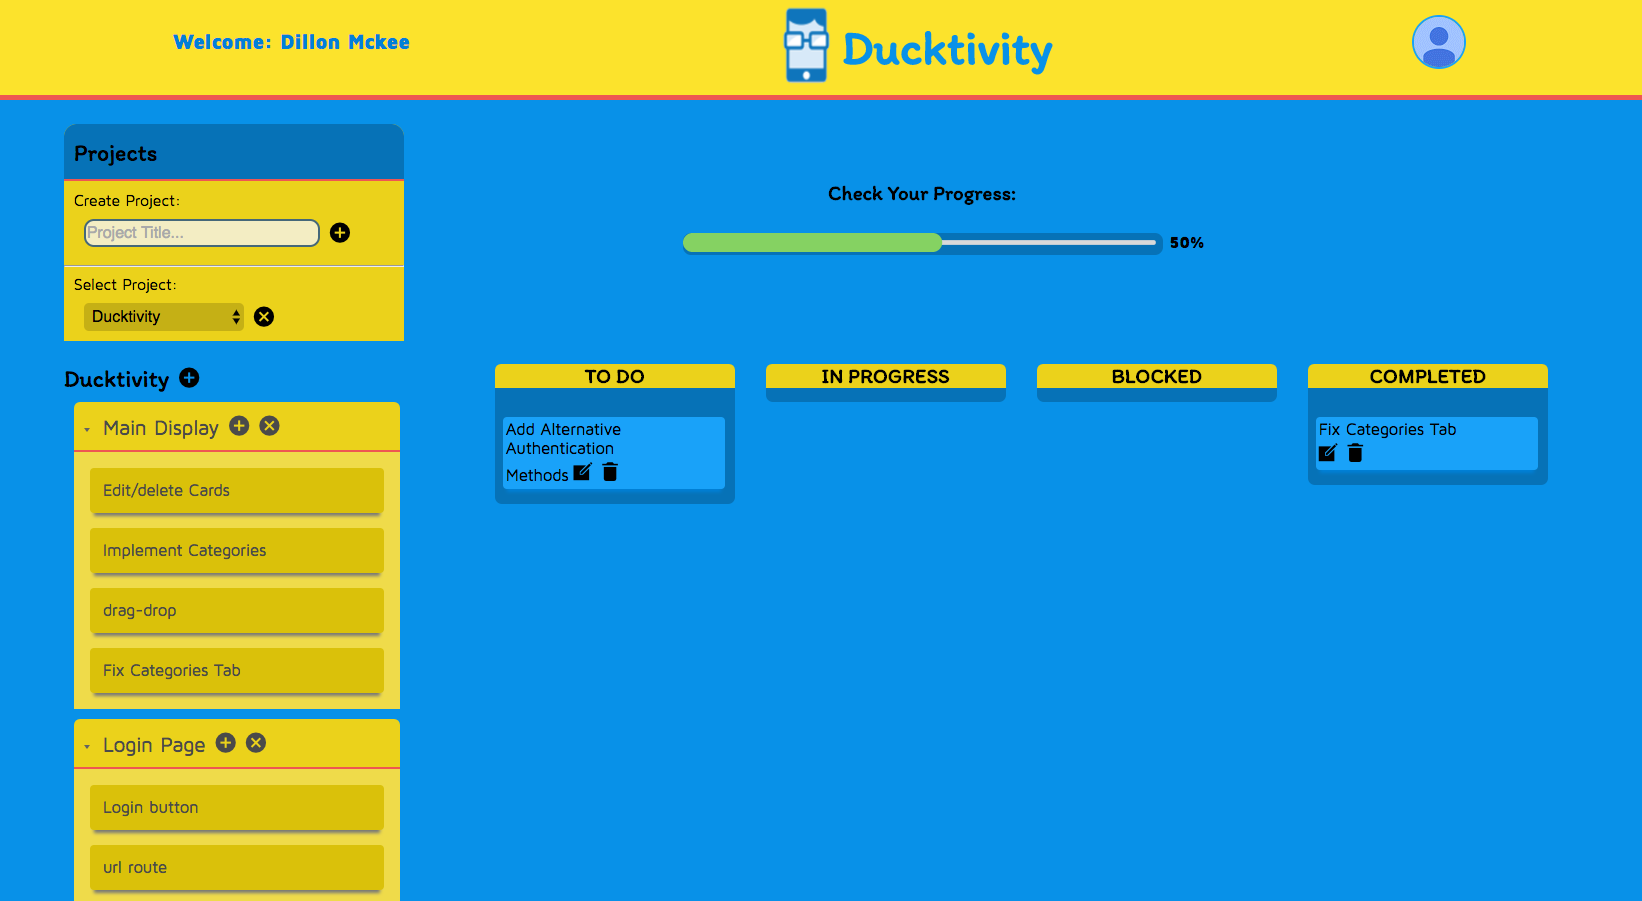 Welcome: Dillon Mckee
Ducktivity
Projects
Create Project:
Project Title...
Select Project:
Ducktivity
Ducktivity
Main Display
Edit/delete Cards
Implement Categories
drag-drop
Fix Categories Tab
Login Page
Login button
url route
Check Your Progress:
50%
TO DO
Add Alternative
Authentication
Methods
IN PROGRESS
BLOCKED
COMPLETED
Fix Categories Tab